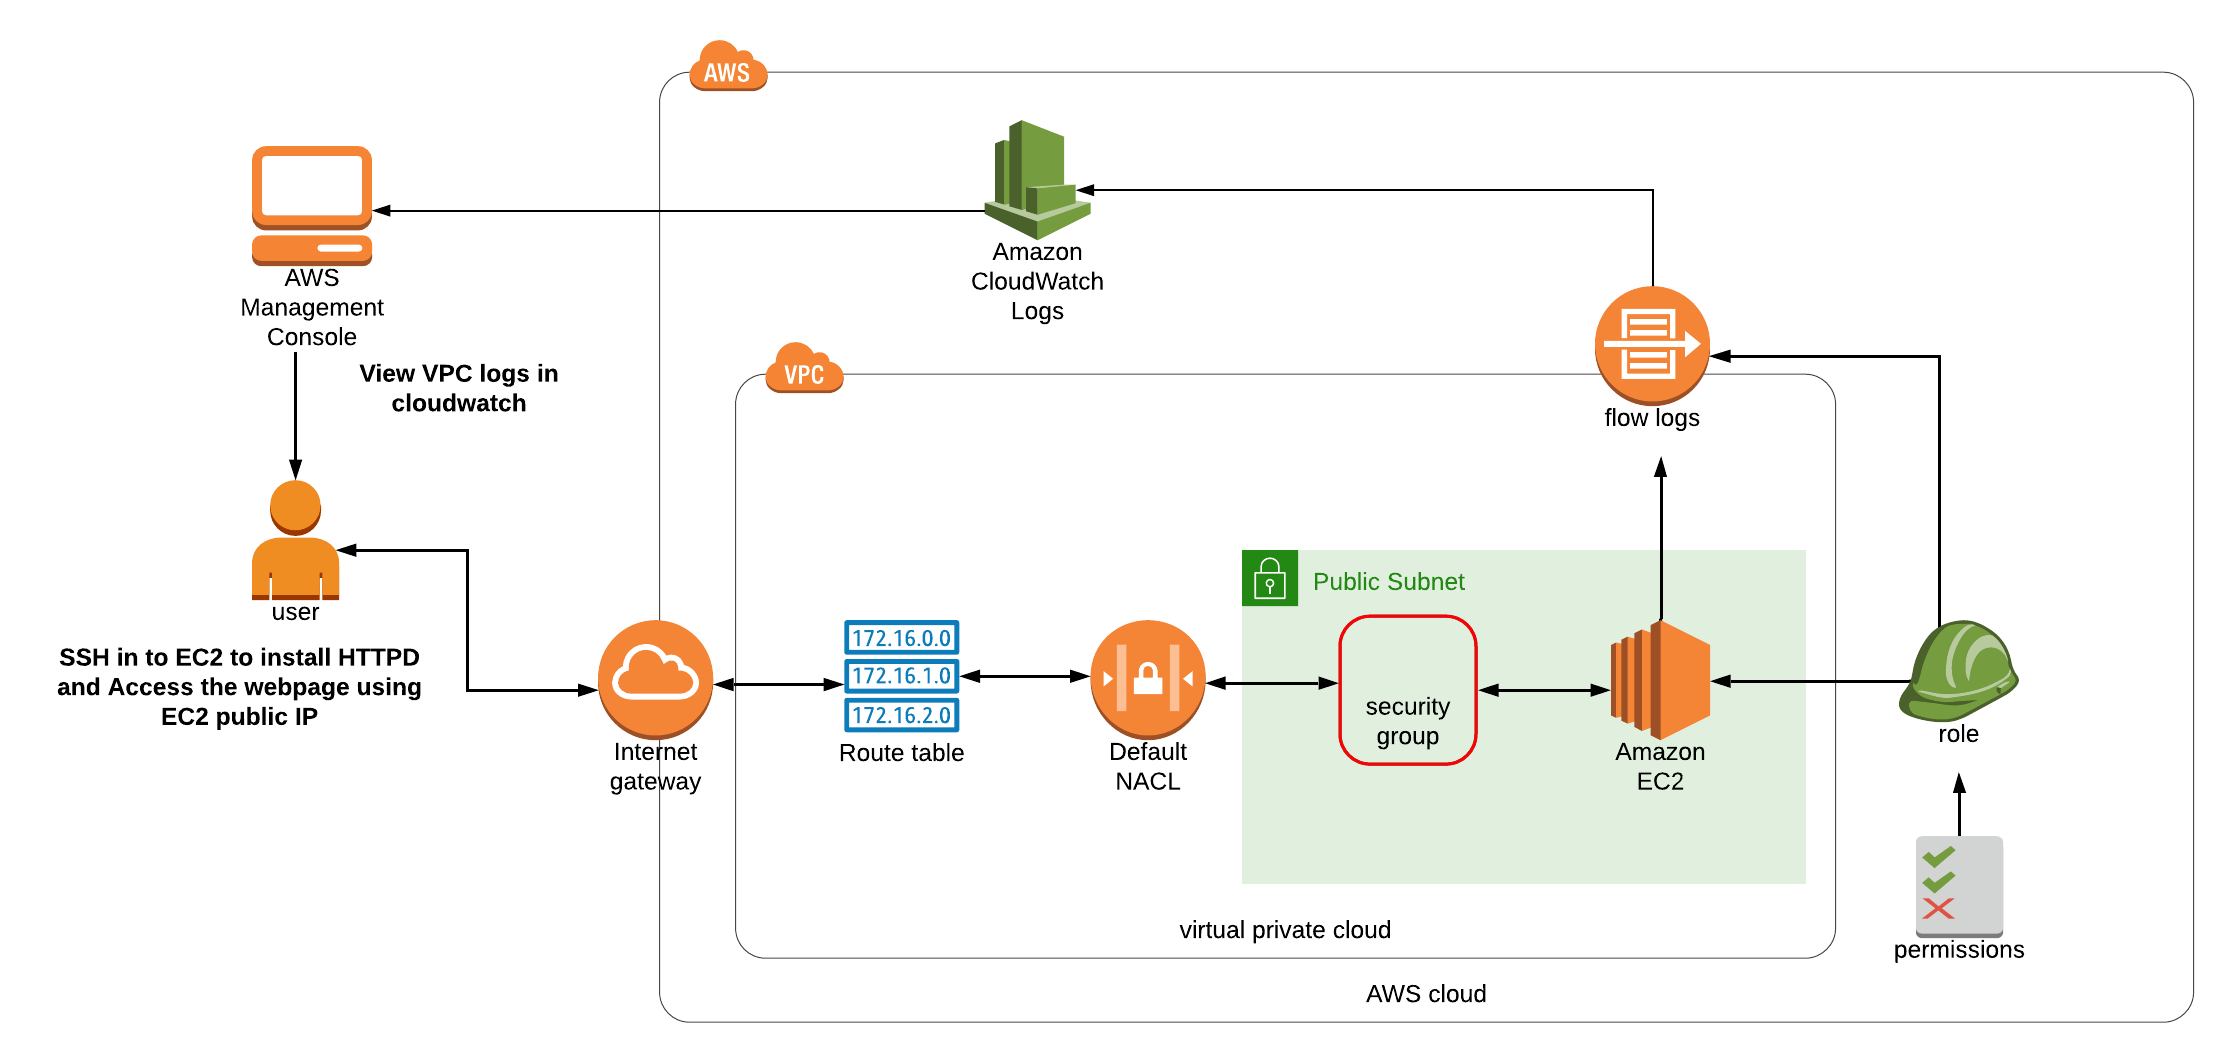 AWS
AWS
Management
Console
Amazon
CloudWatch
Logs
View VPC logs in
cloudwatch
VPC
flow logs
user
SSH in to EC2 to install HTTPD
and Access the webpage using
EC2 public IP
Internet
gateway
172.16.0.0
172.16.1.0
172.16.2.0
Route table
Default
NACL
Public Subnet
security
group
Amazon
EC2
role
permissions
virtual private cloud
AWS cloud